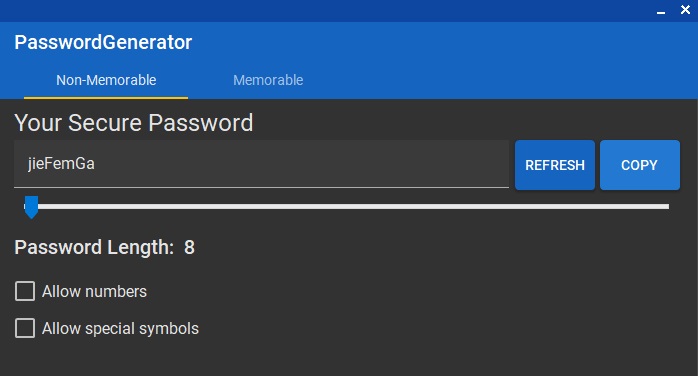 PasswordGenerator
Non-Memorable Memorable
Your Secure Password
jieFemGa REFRESH COPY
Password Length: 8
Allow numbers
Allow special symbols